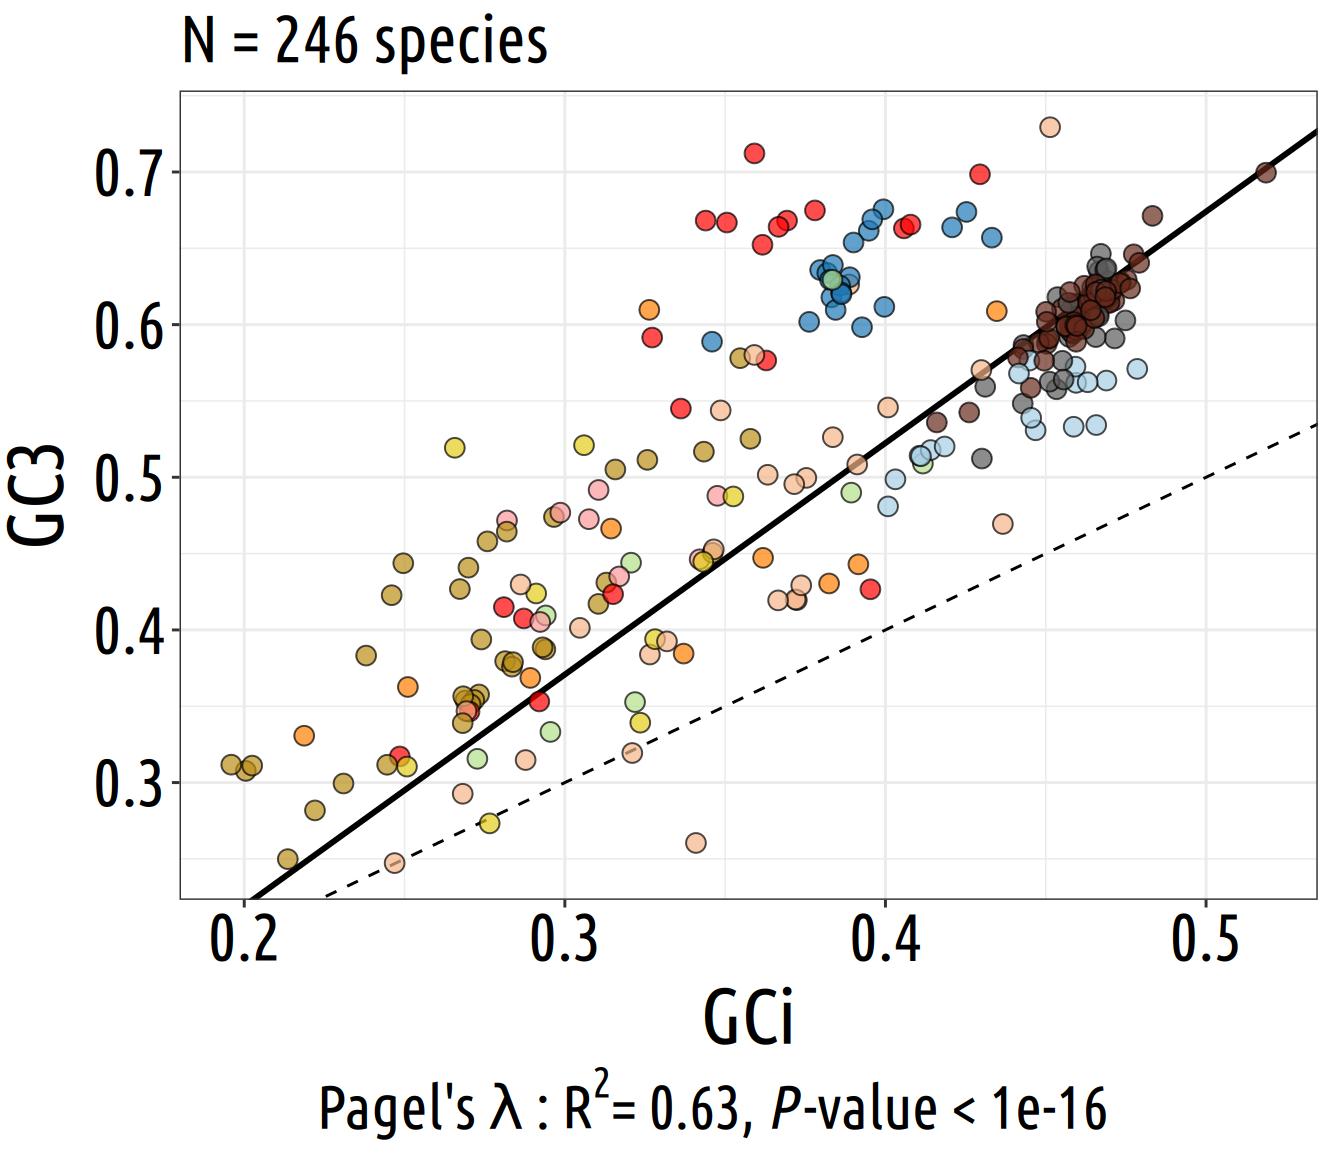 N = 246 species
GC3
0.7
0.6
0.5
0.4
0.3
0.2 0.3 0.4 0.5
GCi
Pagel's λ : R²= 0.63, P-value < 1e-16